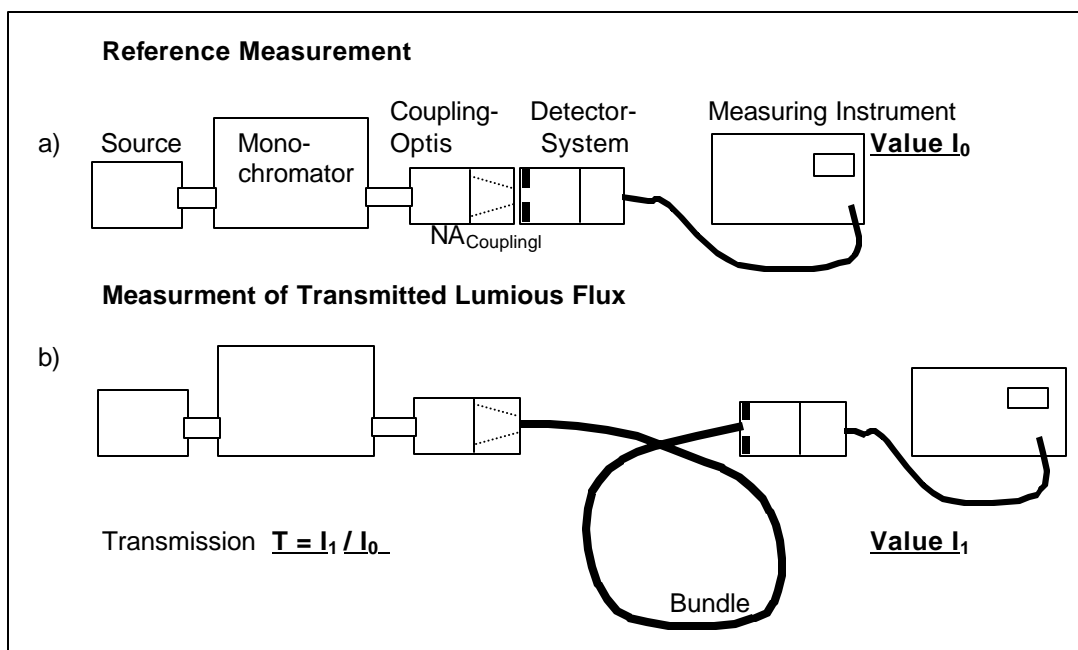 Reference Measurement
Coupling- Detector- Measuring Instrument
a) Source Mono- Optis System Value I0
chromator
NACouplingl
Measurment of Transmitted Lumious Flux
b)
Transmission T = I1 / I0 Value I1
Bundle